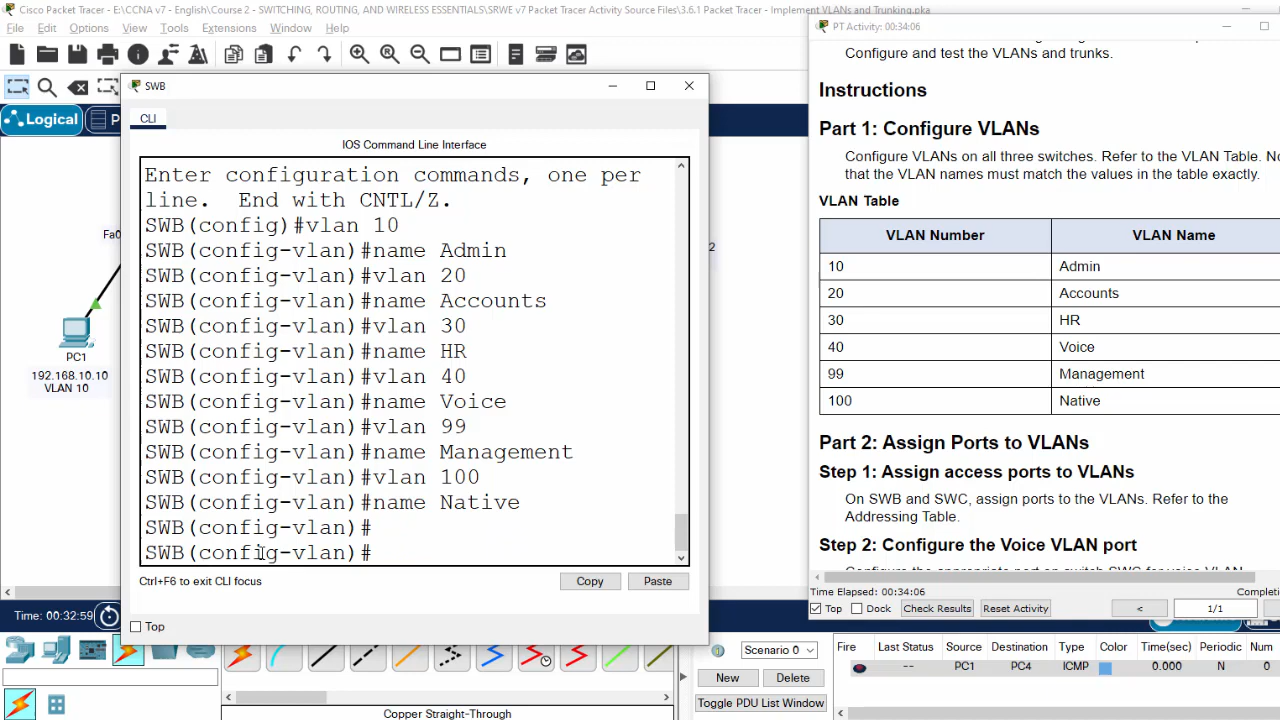 Cisco Packet Tracer - E:\CCNA v7 - English\Course 2 - SWITCHING, ROUTING, AND WIRELESS ESSENTIALS\SRWE v7 Packet Tracer Activity Source Files\3.6.1 Packet Tracer - Implement VLANs and Trunking.pka
File Edit Options View Tools Extensions Window Help
Logical
P
Fa0
PC1
192.168.10.10
VLAN 10
2
SWB
CLI
IOS Command Line Interface
Enter configuration commands, one per
line. End with CNTL/Z.
SWB(config)#vlan 10
SWB(config-vlan)#name Admin
SWB(config-vlan)#vlan 20
SWB(config-vlan)#name Accounts
SWB(config-vlan)#vlan 30
SWB(config-vlan)#name HR
SWB(config-vlan)#vlan 40
SWB(config-vlan)#name Voice
SWB(config-vlan)#vlan 99
SWB(config-vlan)#name Management
SWB(config-vlan)#vlan 100
SWB(config-vlan)#name Native
SWB(config-vlan)#
SWB(config-vlan)#
Ctrl+F6 to exit CLI focus
Copy Paste
Top
PT Activity: 00:34:06
Configure and test the VLANs and trunks.
Instructions
Part 1: Configure VLANs
Configure VLANs on all three switches. Refer to the VLAN Table. No
that the VLAN names must match the values in the table exactly.
VLAN Table
VLAN Number VLAN Name
10 Admin
20 Accounts
30 HR
40 Voice
99 Management
100 Native
Part 2: Assign Ports to VLANs
Step 1: Assign access ports to VLANs
On SWB and SWC, assign ports to the VLANs. Refer to the
Addressing Table.
Step 2: Configure the Voice VLAN port
Time Elapsed: 00:34:06 Completi
Top Dock Check Results Reset Activity < 1/1
Time: 00:32:59
Scenario 0
New Delete
Toggle PDU List Window
Fire Last Status Source Destination Type Color Time(sec) Periodic Num
-- PC1 PC4 ICMP 0.000 N 0
Copper Straight-Through